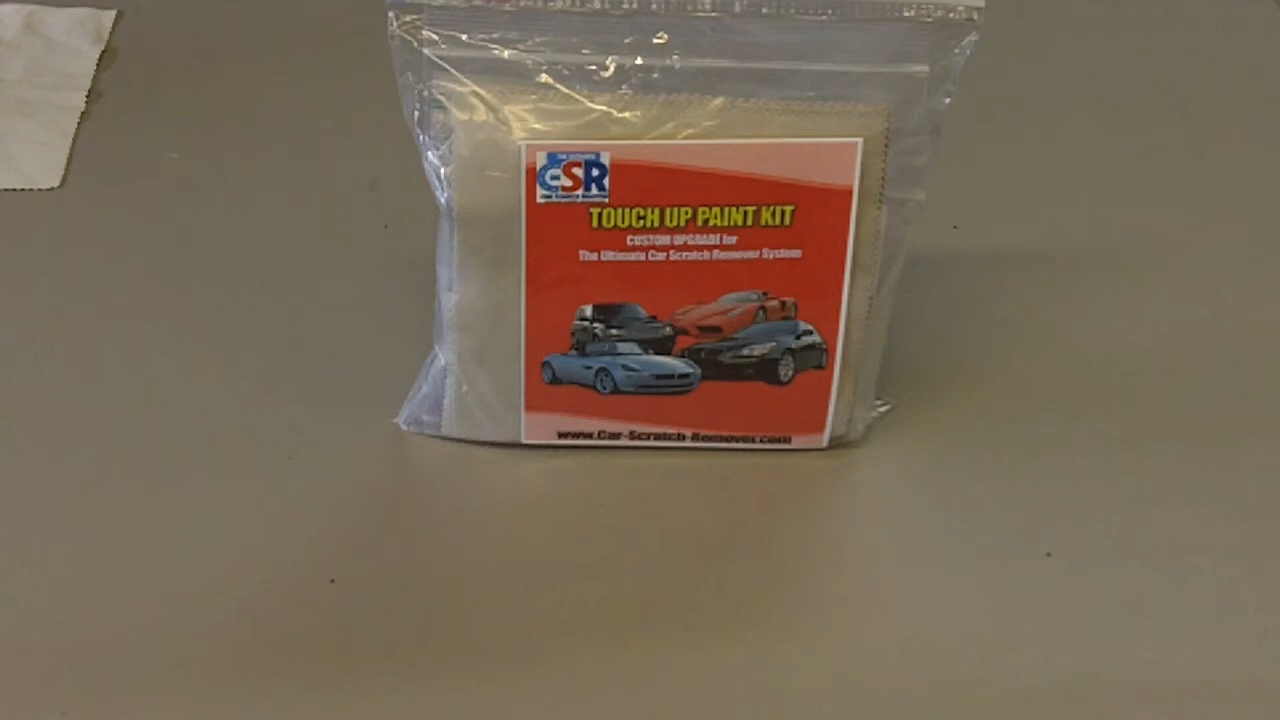 CSR
TOUCH UP PAINT KIT
CUSTOM UPGRADE for
The Ultimate Car Scratch Remover System
www.Car-Scratch-Remover.com